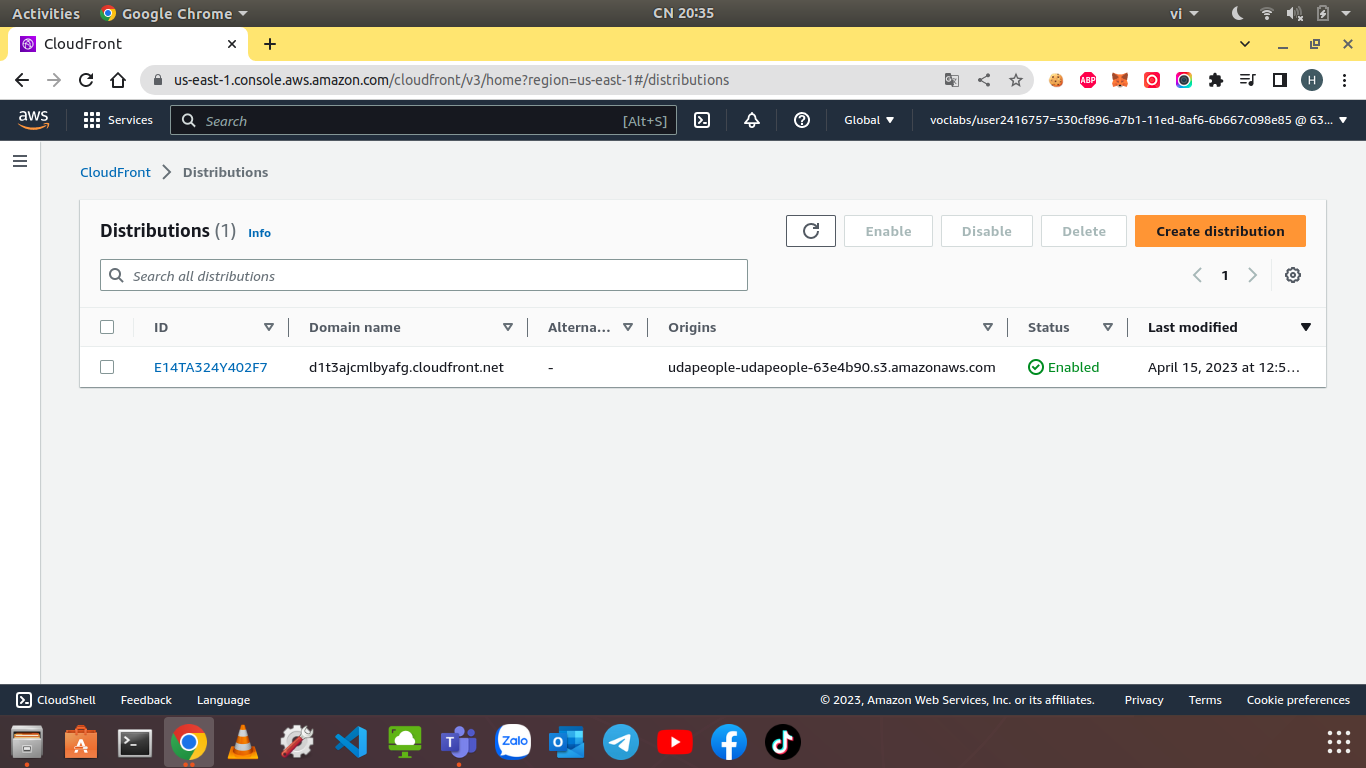 Activities Google Chrome CN 20:35 vi
CloudFront
us-east-1.console.aws.amazon.com/cloudfront/v3/home?region=us-east-1#/distributions ABP H
aws Services Search [Alt+S] Global voclabs/user2416757=530cf896-a7b1-11ed-8af6-6b667c098e85 @ 63...
CloudFront Distributions
Distributions (1) Info Enable Disable Delete Create distribution
Search all distributions 1
ID Domain name Alterna... Origins Status Last modified
E14TA324Y402F7 d1t3ajcmlbyafg.cloudfront.net - udapeople-udapeople-63e4b90.s3.amazonaws.com Enabled April 15, 2023 at 12:5...
CloudShell Feedback Language © 2023, Amazon Web Services, Inc. or its affiliates. Privacy Terms Cookie preferences
Zalo